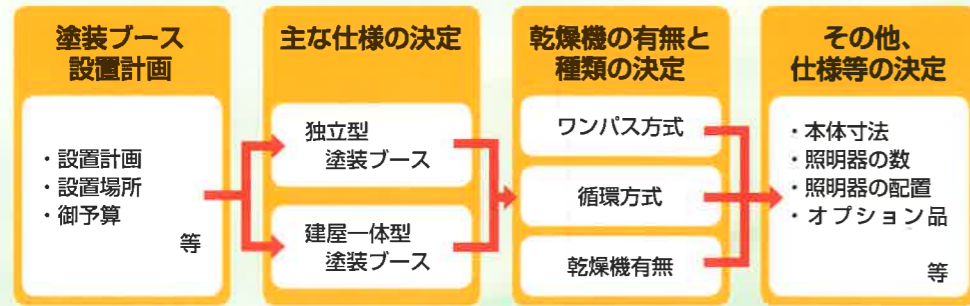 塗装ブース
設置計画
・設置計画
・設置場所
・御予算
等
主な仕様の決定
独立型
塗装ブース
建屋一体型
塗装ブース
乾燥機の有無と
種類の決定
ワンパス方式
循環方式
乾燥機有無
その他、
仕様等の決定
・本体寸法
・照明器の数
・照明器の配置
・オプション品
等